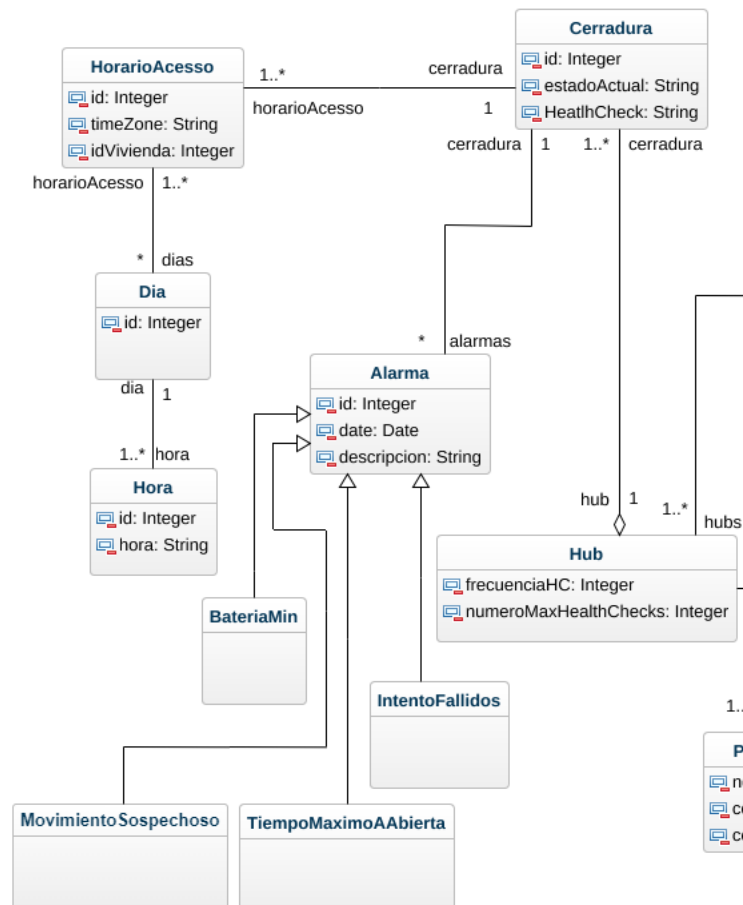 Cerradura
id: Integer
estadoActual: String
HeatlhCheck: String
HorarioAcesso
id: Integer
timeZone: String
idVivienda: Integer
1..*
cerradura
horarioAcesso
1
cerradura
1
1..*
cerradura
horarioAcesso
1..*
*
dias
Dia
id: Integer
dia
1
1..*
hora
Hora
id: Integer
hora: String
*
alarmas
Alarma
id: Integer
date: Date
descripcion: String
hub
1
1..*
hubs
Hub
frecuenciaHC: Integer
numeroMaxHealthChecks: Integer
BateriaMin
IntentoFallidos
MovimientoSospechoso
TiempoMaximoAAbierta
1..
P
n
c
c